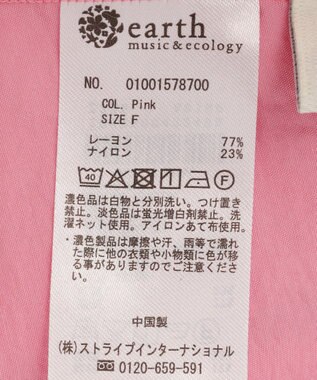 earth
music&ecology
NO. 01001578700
COL. Pink
SIZE F
レーヨン 77%
ナイロン 23%
40 F
濃色品は白物と分別洗い。つけ置き
禁止。淡色品は蛍光増白剤禁止。洗
濯ネット使用。アイロンあて布使用。
・濃色製品は摩擦や汗、雨等で濡れ
た際に他の衣類や小物類に色が移
る事がありますのでご注意くださ
い。
中国製
(株)ストライプインターナショナル
0120-659-591